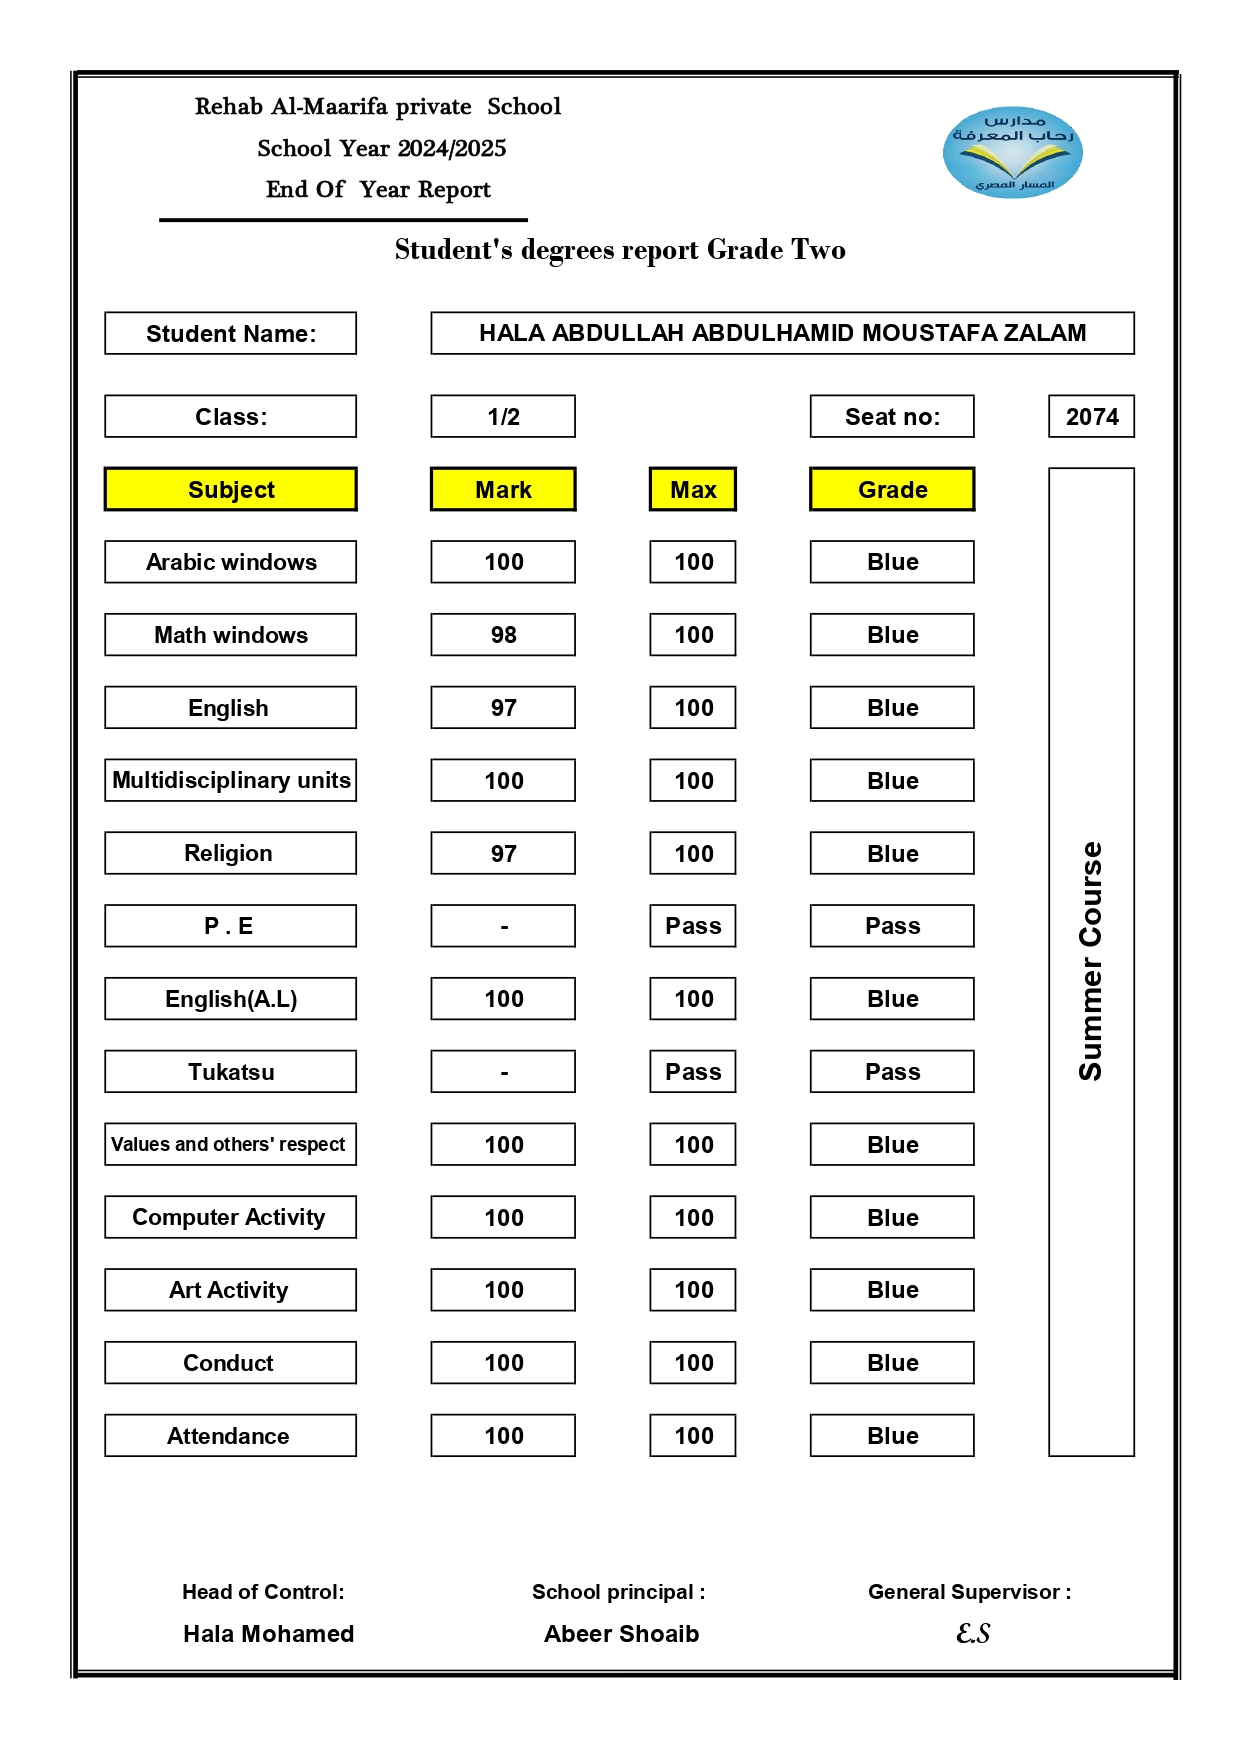 Rehab Al-Maarifa private School
School Year 2024/2025
End Of Year Report
مدارس
رحاب المعرفة
المسار المصري
Student's degrees report Grade Two
Student Name: HALA ABDULLAH ABDULHAMID MOUSTAFA ZALAM
Class: 1/2 Seat no: 2074
Subject Mark Max Grade
Arabic windows 100 100 Blue
Math windows 98 100 Blue
English 97 100 Blue
Multidisciplinary units 100 100 Blue
Religion 97 100 Blue
P . E - Pass Pass
English(A.L) 100 100 Blue
Tukatsu - Pass Pass
Values and others' respect 100 100 Blue
Computer Activity 100 100 Blue
Art Activity 100 100 Blue
Conduct 100 100 Blue
Attendance 100 100 Blue
Summer Course
Head of Control: School principal : General Supervisor :
Hala Mohamed Abeer Shoaib E.S